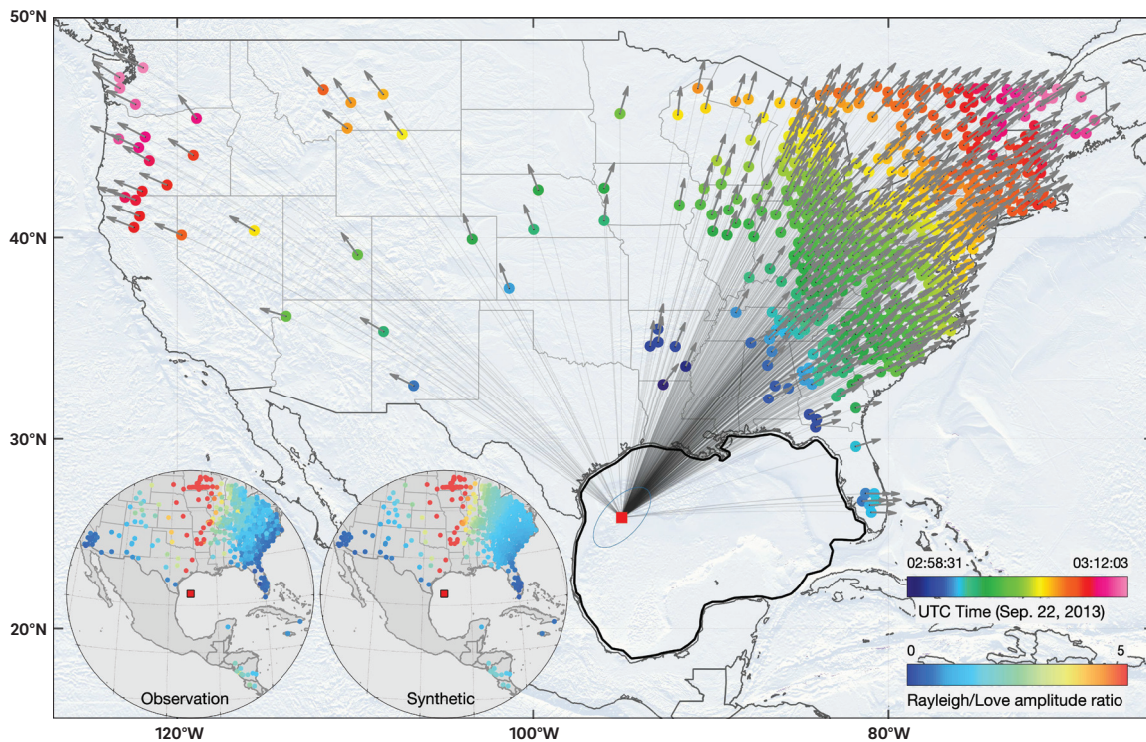 50°N
40°N
30°N
20°N
120°W
100°W
80°W
Observation
Synthetic
02:58:31 03:12:03
UTC Time (Sep. 22, 2013)
0 5
Rayleigh/Love amplitude ratio